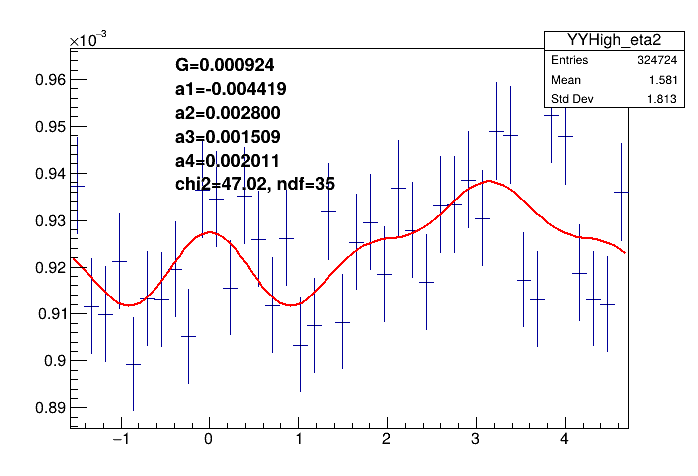 ×10⁻³
YYHigh_eta2
Entries 324724
Mean 1.581
Std Dev 1.813
G=0.000924
a1=-0.004419
a2=0.002800
a3=0.001509
a4=0.002011
chi2=47.02, ndf=35
0.96
0.95
0.94
0.93
0.92
0.91
0.9
0.89
−1 0 1 2 3 4